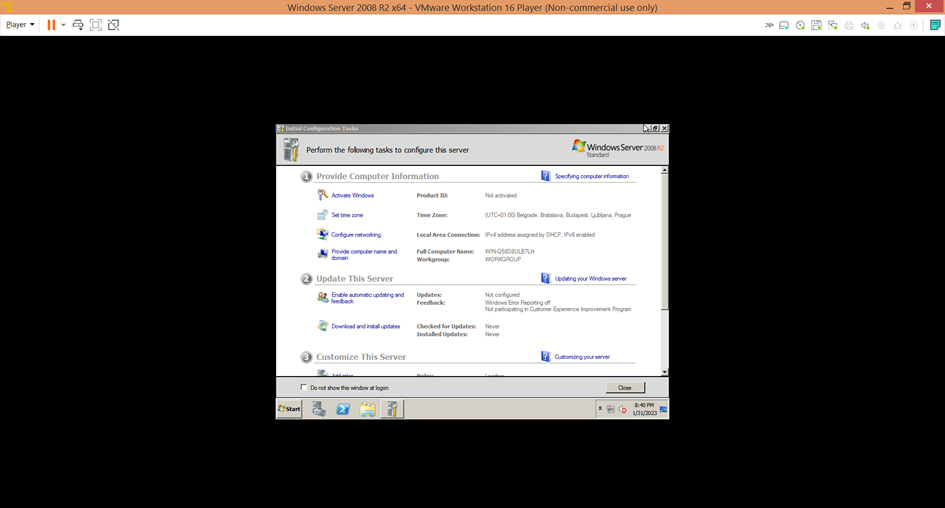 Windows Server 2008 R2 x64 - VMware Workstation 16 Player (Non-commercial use only)
Player
Initial Configuration Tasks
Perform the following tasks to configure this server
Windows Server 2008 R2
Standard
1 Provide Computer Information
Specifying computer information
Activate Windows
Product ID:
Not activated
Set time zone
Time Zone:
(UTC+01:00) Belgrade, Bratislava, Budapest, Ljubljana, Prague
Configure networking
Local Area Connection:
IPv4 address assigned by DHCP, IPv6 enabled
Provide computer name and
domain
Full Computer Name:
Workgroup:
WORKGROUP
2 Update This Server
Updating your Windows server
Enable automatic updating and
feedback
Updates:
Not configured
Feedback:
Windows Error Reporting off
Not participating in Customer Experience Improvement Program
Download and install updates
Checked for Updates:
Never
Installed Updates:
Never
3 Customize This Server
Customizing your server
Do not show this window at logon
Close
Start
8:40 PM
1/31/2023